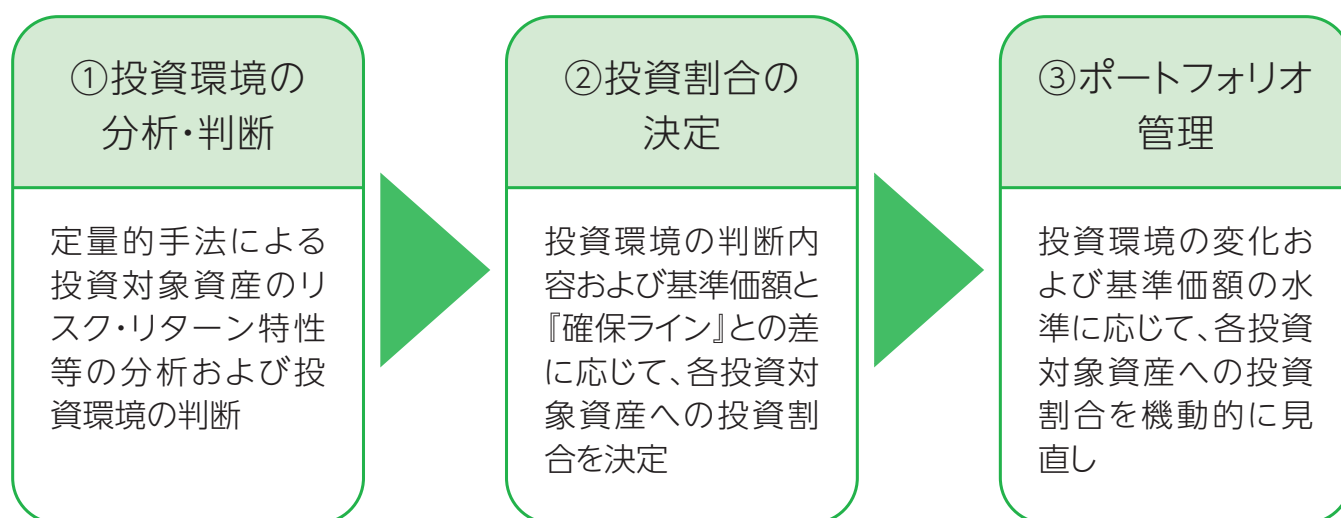 ①投資環境の
分析・判断
定量的手法による
投資対象資産のリ
スク・リターン特性
等の分析および投
資環境の判断
②投資割合の
決定
投資環境の判断内
容および基準価額と
『確保ライン』との差
に応じて、各投資対
象資産への投資割
合を決定
③ポートフォリオ
管理
投資環境の変化お
よび基準価額の水
準に応じて、各投資
対象資産への投資
割合を機動的に見
直し